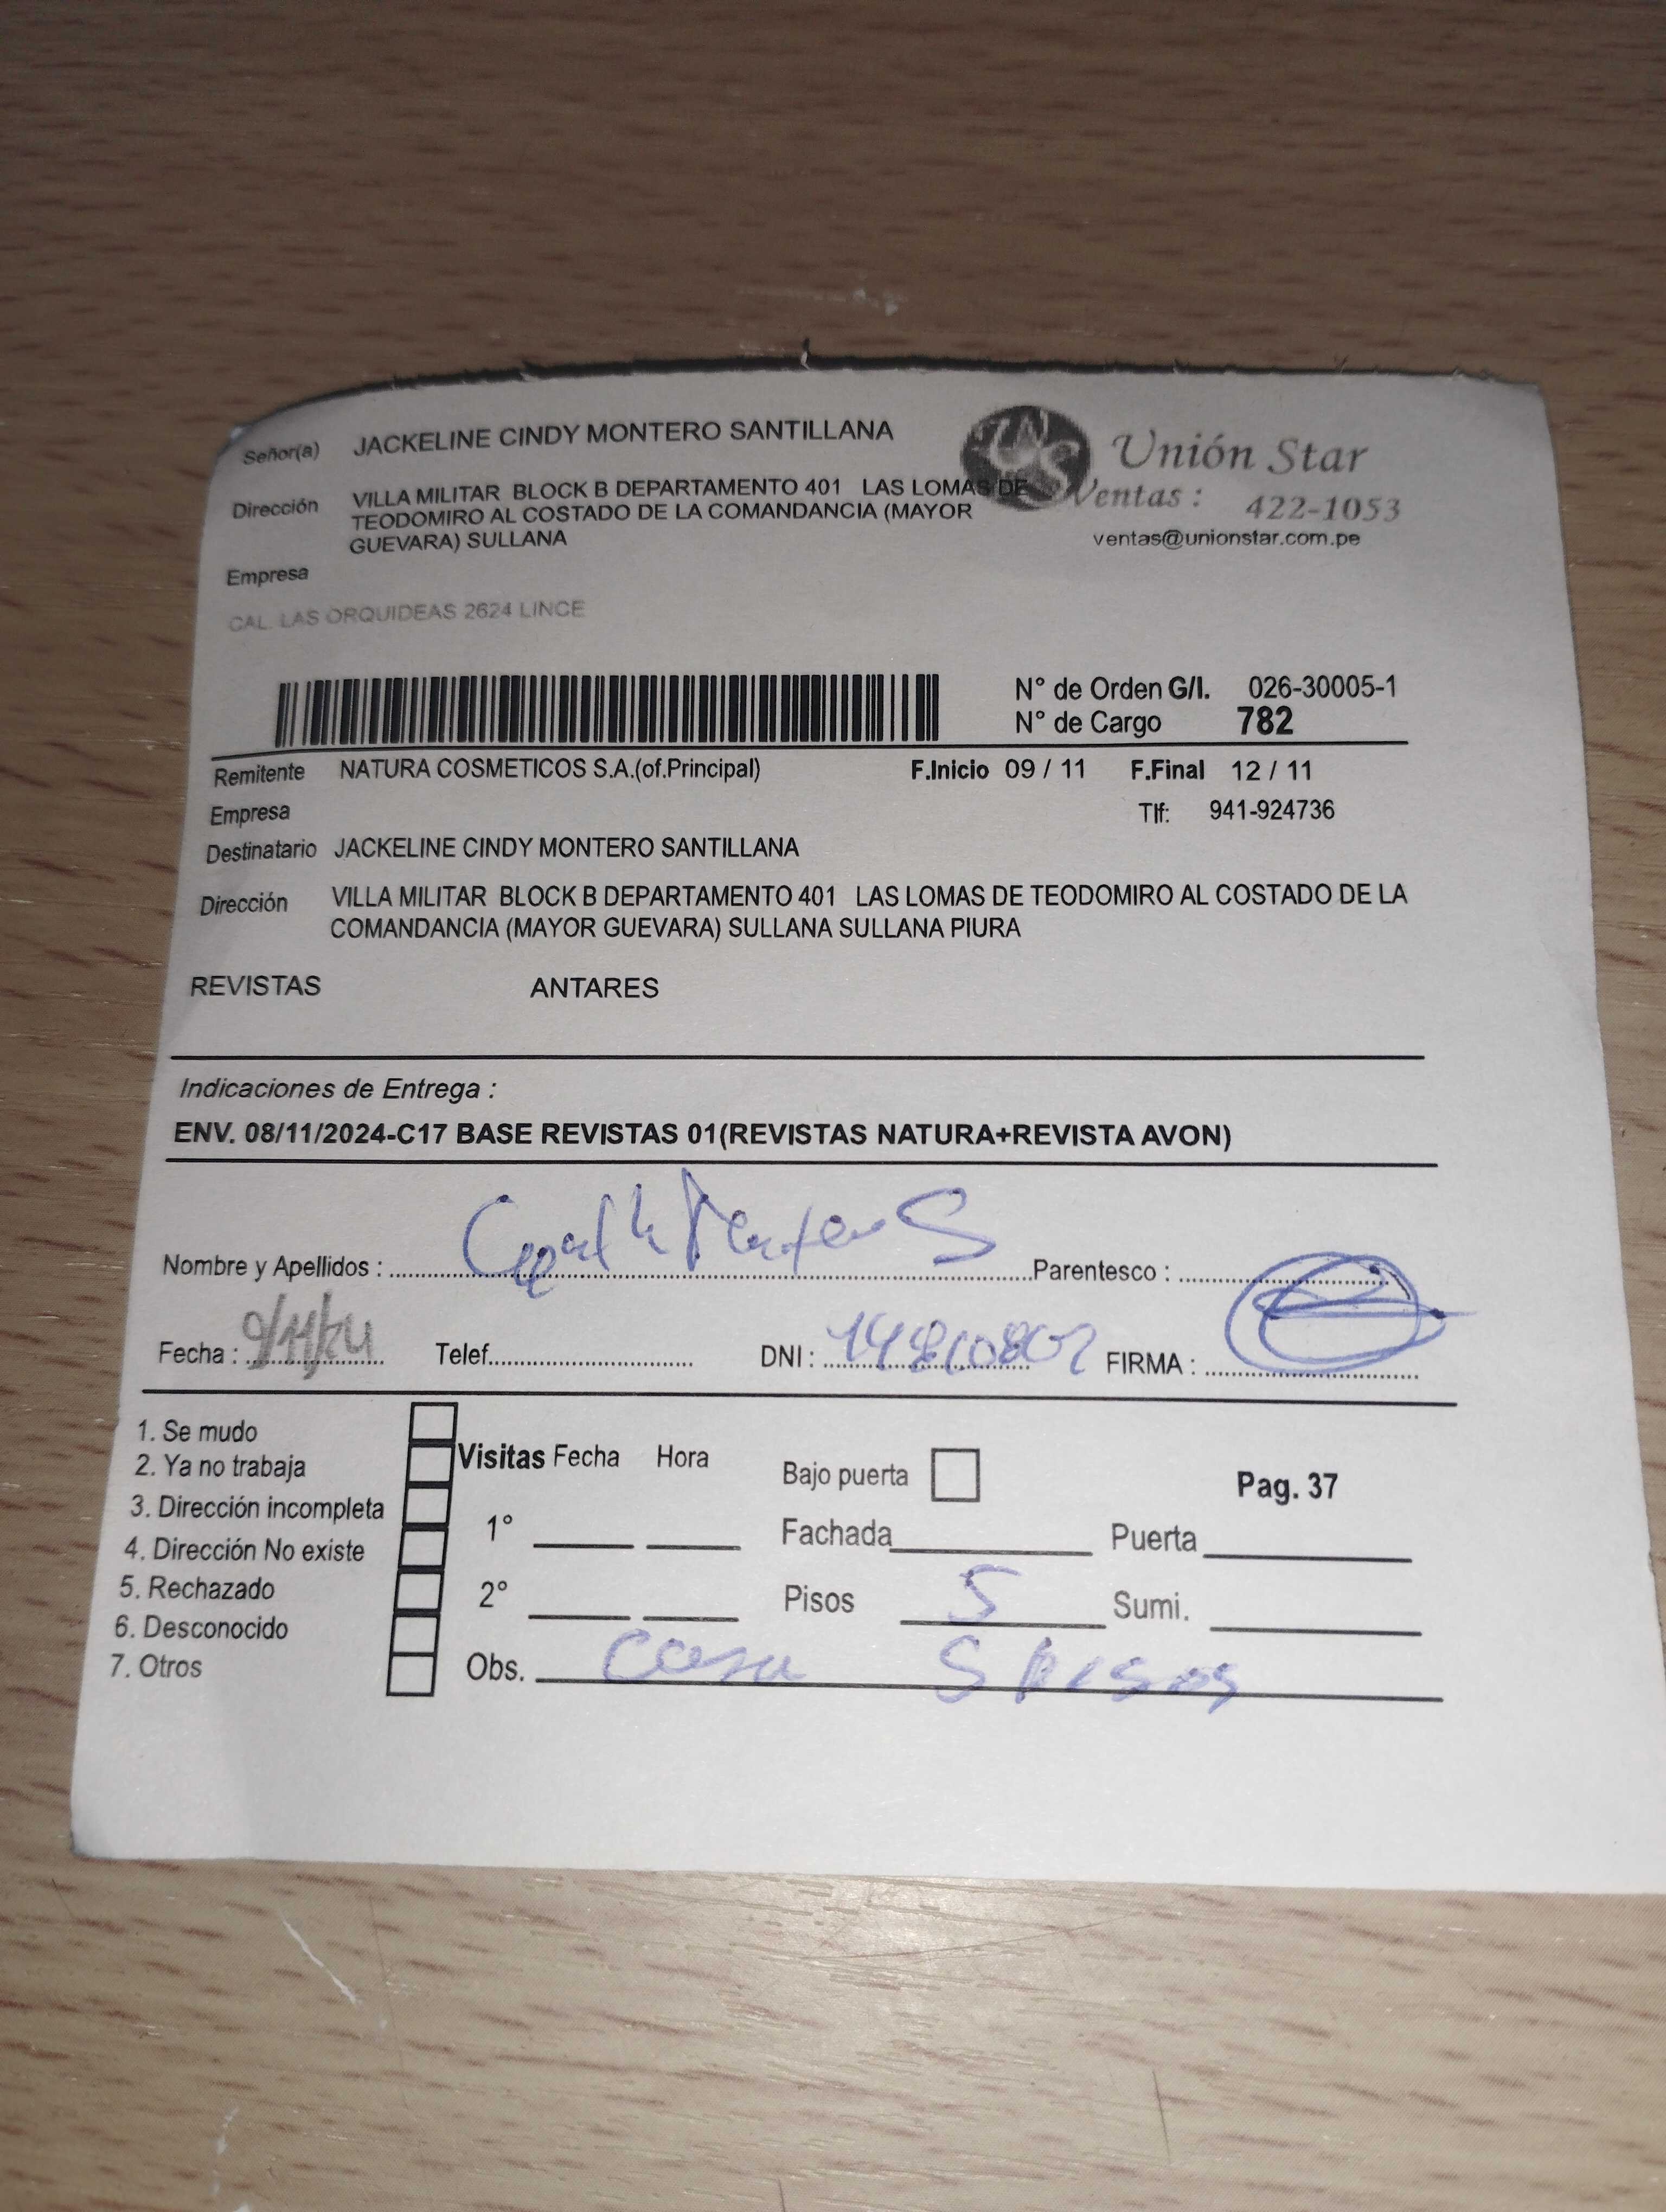 Señor(a) JACKELINE CINDY MONTERO SANTILLANA
Unión Star
Dirección VILLA MILITAR BLOCK B DEPARTAMENTO 401 LAS LOMAS DE
TEODOMIRO AL COSTADO DE LA COMANDANCIA (MAYOR
GUEVARA) SULLANA
Ventas : 422-1053
ventas@unionstar.com.pe
Empresa
CAL. LAS ORQUIDEAS 2624 LINCE
N° de Orden G/I. 026-30005-1
N° de Cargo 782
Remitente NATURA COSMETICOS S.A.(of.Principal) F.Inicio 09 / 11 F.Final 12 / 11
Empresa Tlf: 941-924736
Destinatario JACKELINE CINDY MONTERO SANTILLANA
Dirección VILLA MILITAR BLOCK B DEPARTAMENTO 401 LAS LOMAS DE TEODOMIRO AL COSTADO DE LA
COMANDANCIA (MAYOR GUEVARA) SULLANA SULLANA PIURA
REVISTAS ANTARES
Indicaciones de Entrega :
ENV. 08/11/2024-C17 BASE REVISTAS 01(REVISTAS NATURA+REVISTA AVON)
Nombre y Apellidos : Parentesco :
Fecha : 9/11/24 Telef. DNI : FIRMA :
1. Se mudo
2. Ya no trabaja
3. Dirección incompleta
4. Dirección No existe
5. Rechazado
6. Desconocido
7. Otros
Visitas Fecha Hora
1°
2°
Bajo puerta Pag. 37
Fachada Puerta
Pisos 5 Sumi.
Obs. casa 5 pisos